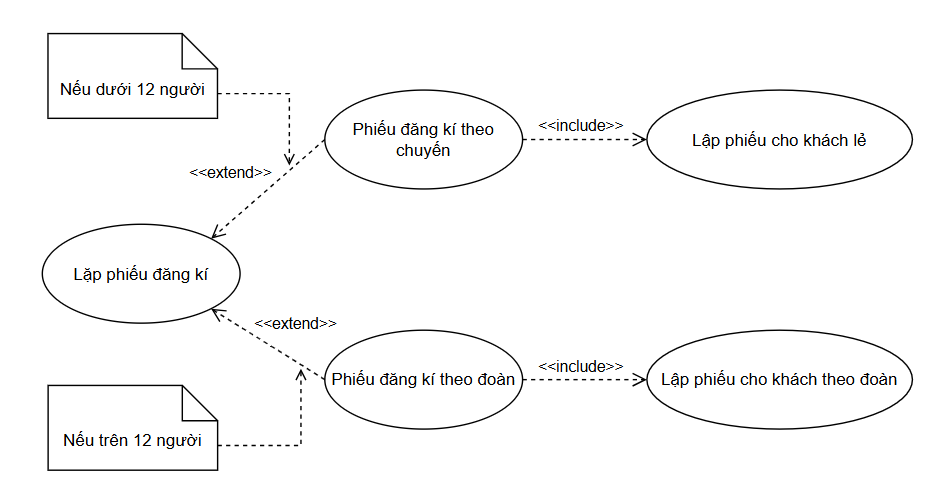 Nếu dưới 12 người
Phiếu đăng kí theo
chuyến
<<include>>
Lập phiếu cho khách lẻ
<<extend>>
Lặp phiếu đăng kí
<<extend>>
Phiếu đăng kí theo đoàn
<<include>>
Lập phiếu cho khách theo đoàn
Nếu trên 12 người